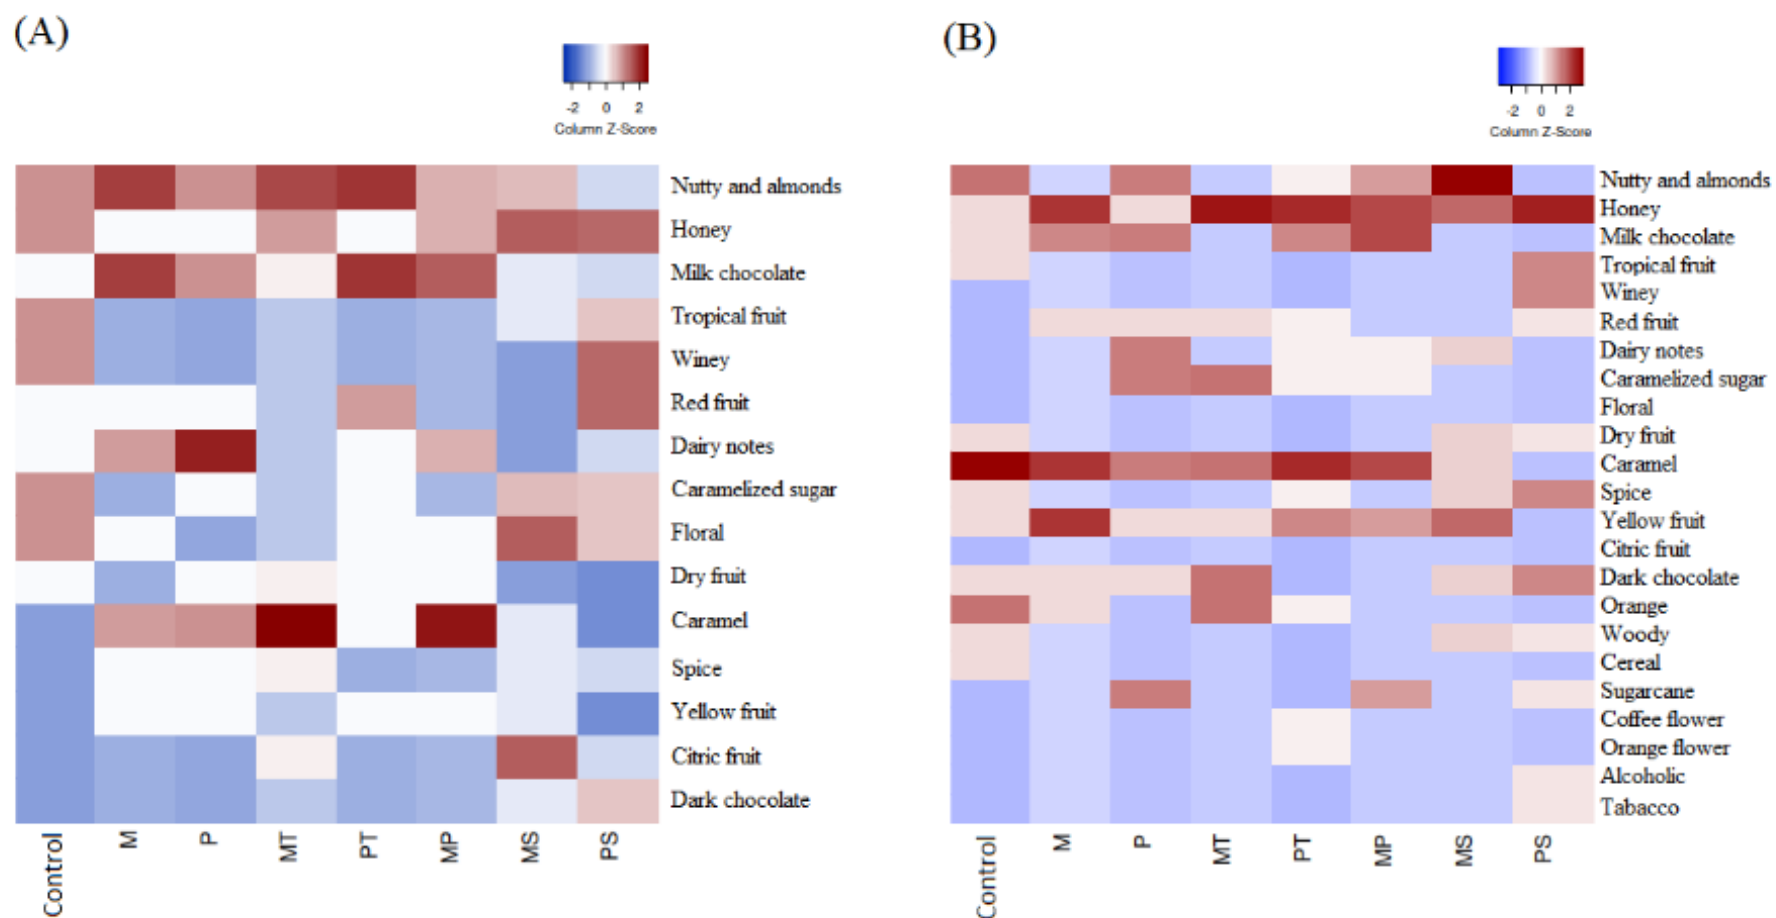 (A)
-2 0 2
Column Z-Score
Nutty and almonds
Honey
Milk chocolate
Tropical fruit
Winey
Red fruit
Dairy notes
Caramelized sugar
Floral
Dry fruit
Caramel
Spice
Yellow fruit
Citric fruit
Dark chocolate
Control M P MT PT MP MS PS
(B)
-2 0 2
Column Z-Score
Nutty and almonds
Honey
Milk chocolate
Tropical fruit
Winey
Red fruit
Dairy notes
Caramelized sugar
Floral
Dry fruit
Caramel
Spice
Yellow fruit
Citric fruit
Dark chocolate
Orange
Woody
Cereal
Sugarcane
Coffee flower
Orange flower
Alcoholic
Tabacco
Control M P MT PT MP MS PS